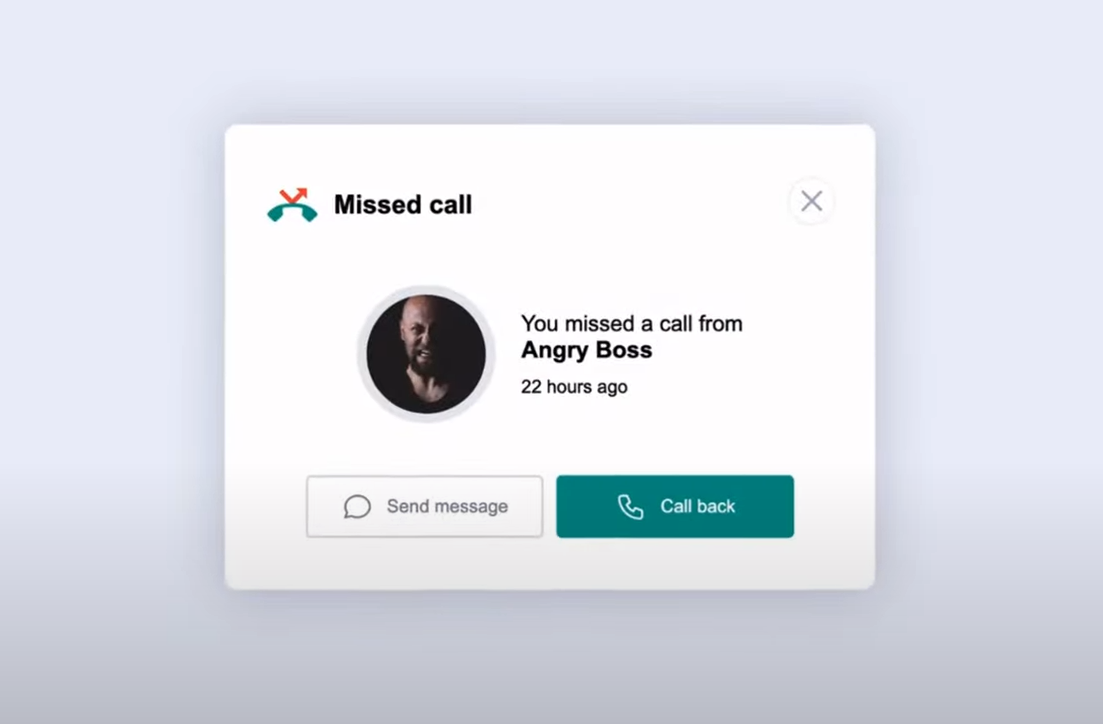 Missed call
You missed a call from
Angry Boss
22 hours ago
Send message
Call back